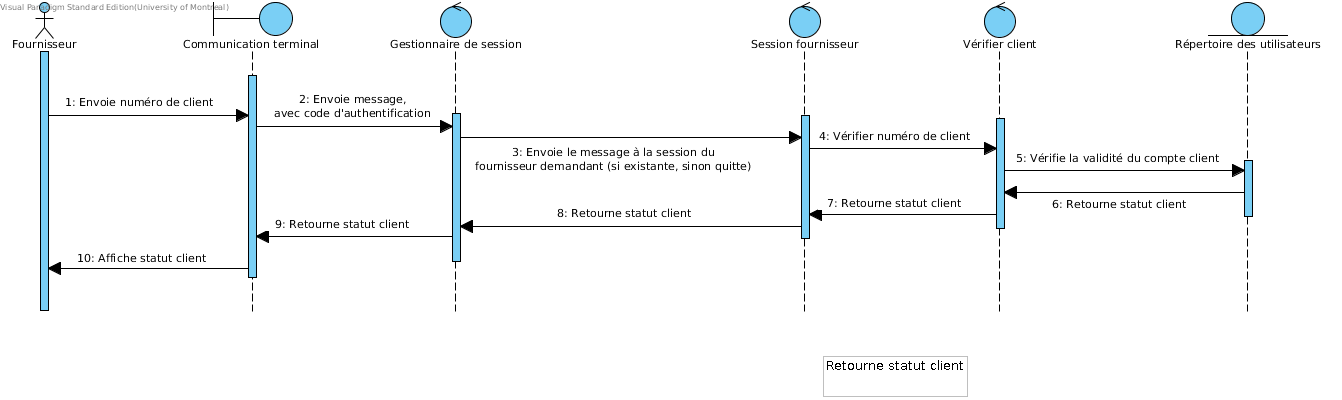 Visual Paradigm Standard Edition(University of Montreal)
Fournisseur
Communication terminal
Gestionnaire de session
Session fournisseur
Vérifier client
Répertoire des utilisateurs
1: Envoie numéro de client
2: Envoie message,
avec code d'authentification
3: Envoie le message à la session du
fournisseur demandant (si existante, sinon quitte)
4: Vérifier numéro de client
5: Vérifie la validité du compte client
6: Retourne statut client
7: Retourne statut client
8: Retourne statut client
9: Retourne statut client
10: Affiche statut client
Retourne statut client